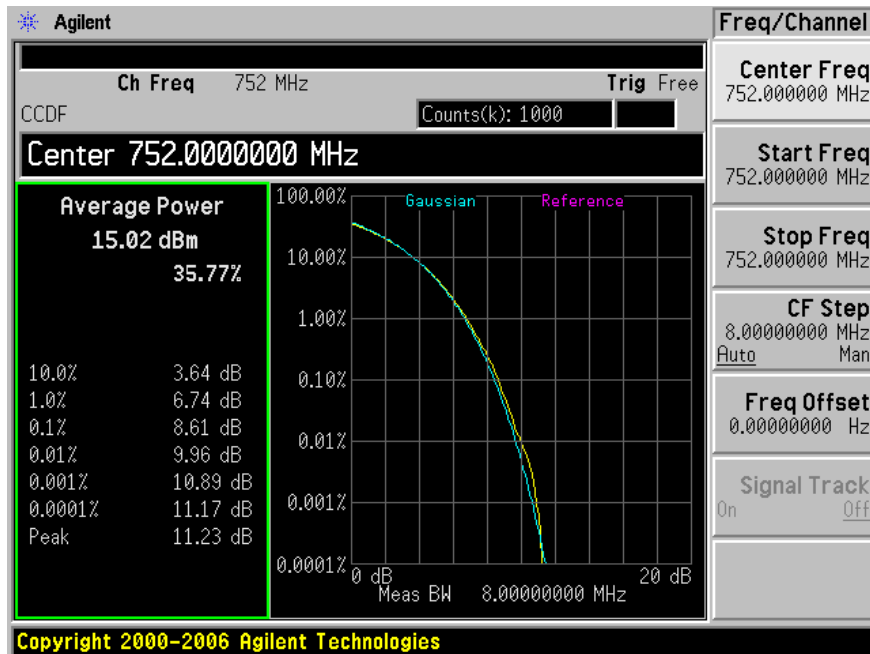 Agilent
Freq/Channel
Ch Freq 752 MHz Trig Free
CCDF Counts(k): 1000
Center 752.0000000 MHz
Average Power
15.02 dBm
35.77%
10.0% 3.64 dB
1.0% 6.74 dB
0.1% 8.61 dB
0.01% 9.96 dB
0.001% 10.89 dB
0.0001% 11.17 dB
Peak 11.23 dB
Gaussian Reference
100.00%
10.00%
1.00%
0.10%
0.01%
0.001%
0.0001%
0 dB 20 dB
Meas BW 8.00000000 MHz
Center Freq
752.000000 MHz
Start Freq
752.000000 MHz
Stop Freq
752.000000 MHz
CF Step
8.00000000 MHz
Auto Man
Freq Offset
0.00000000 Hz
Signal Track
On Off
Copyright 2000-2006 Agilent Technologies